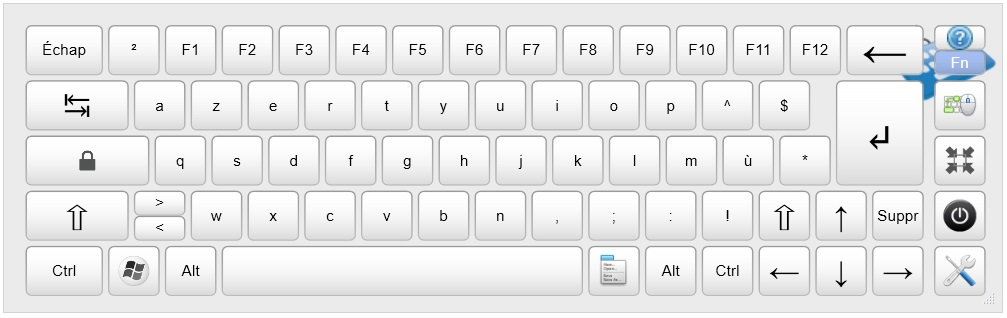 Échap ² F1 F2 F3 F4 F5 F6 F7 F8 F9 F10 F11 F12 ← ?
Fn
↹ a z e r t y u i o p ^ $ ↵
q s d f g h j k l m ù *
⇧ > w x c v b n , ; : ! ⇧ ↑ Suppr
<
Ctrl Alt Alt Ctrl ← ↓ →